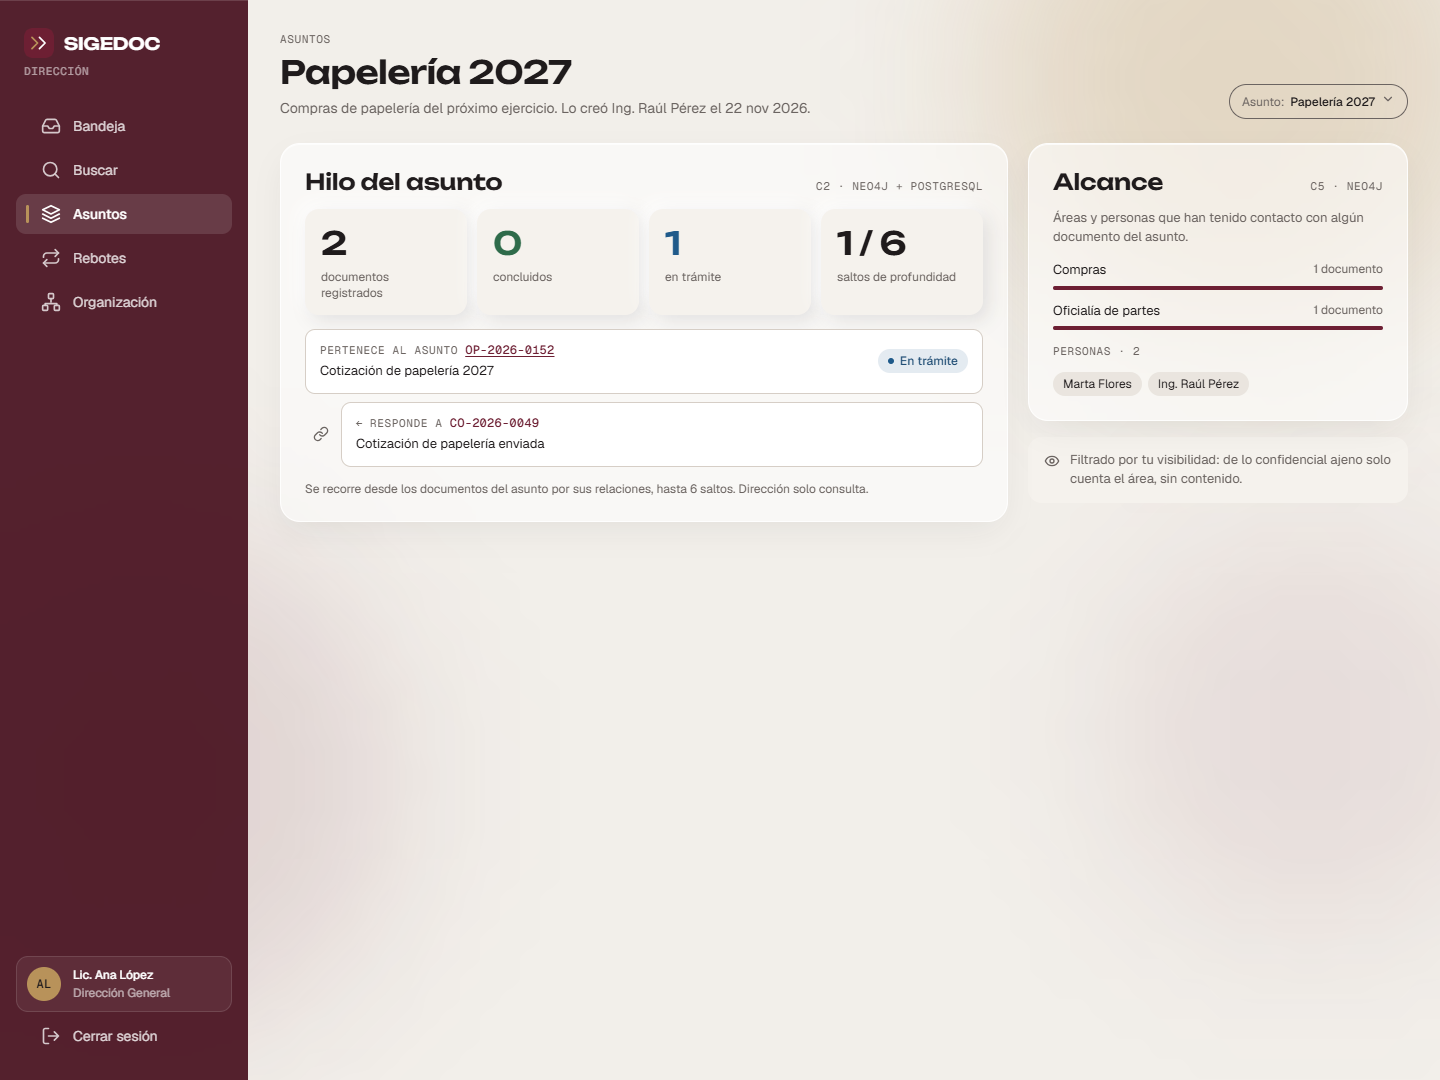 SIGEDOC
DIRECCIÓN
Bandeja
Buscar
Asuntos
Rebotes
Organización
AL
Lic. Ana López
Dirección General
Cerrar sesión
ASUNTOS
Papelería 2027
Compras de papelería del próximo ejercicio. Lo creó Ing. Raúl Pérez el 22 nov 2026.
Asunto: Papelería 2027
Hilo del asunto
C2 · NEO4J + POSTGRESQL
2
documentos
registrados
0
concluidos
1
en trámite
1/6
saltos de profundidad
PERTENECE AL ASUNTO OP-2026-0152
Cotización de papelería 2027
En trámite
← RESPONDE A CO-2026-0049
Cotización de papelería enviada
Se recorre desde los documentos del asunto por sus relaciones, hasta 6 saltos. Dirección solo consulta.
Alcance
C5 · NEO4J
Áreas y personas que han tenido contacto con algún
documento del asunto.
Compras
1 documento
Oficialía de partes
1 documento
PERSONAS · 2
Marta Flores
Ing. Raúl Pérez
Filtrado por tu visibilidad: de lo confidencial ajeno solo
cuenta el área, sin contenido.